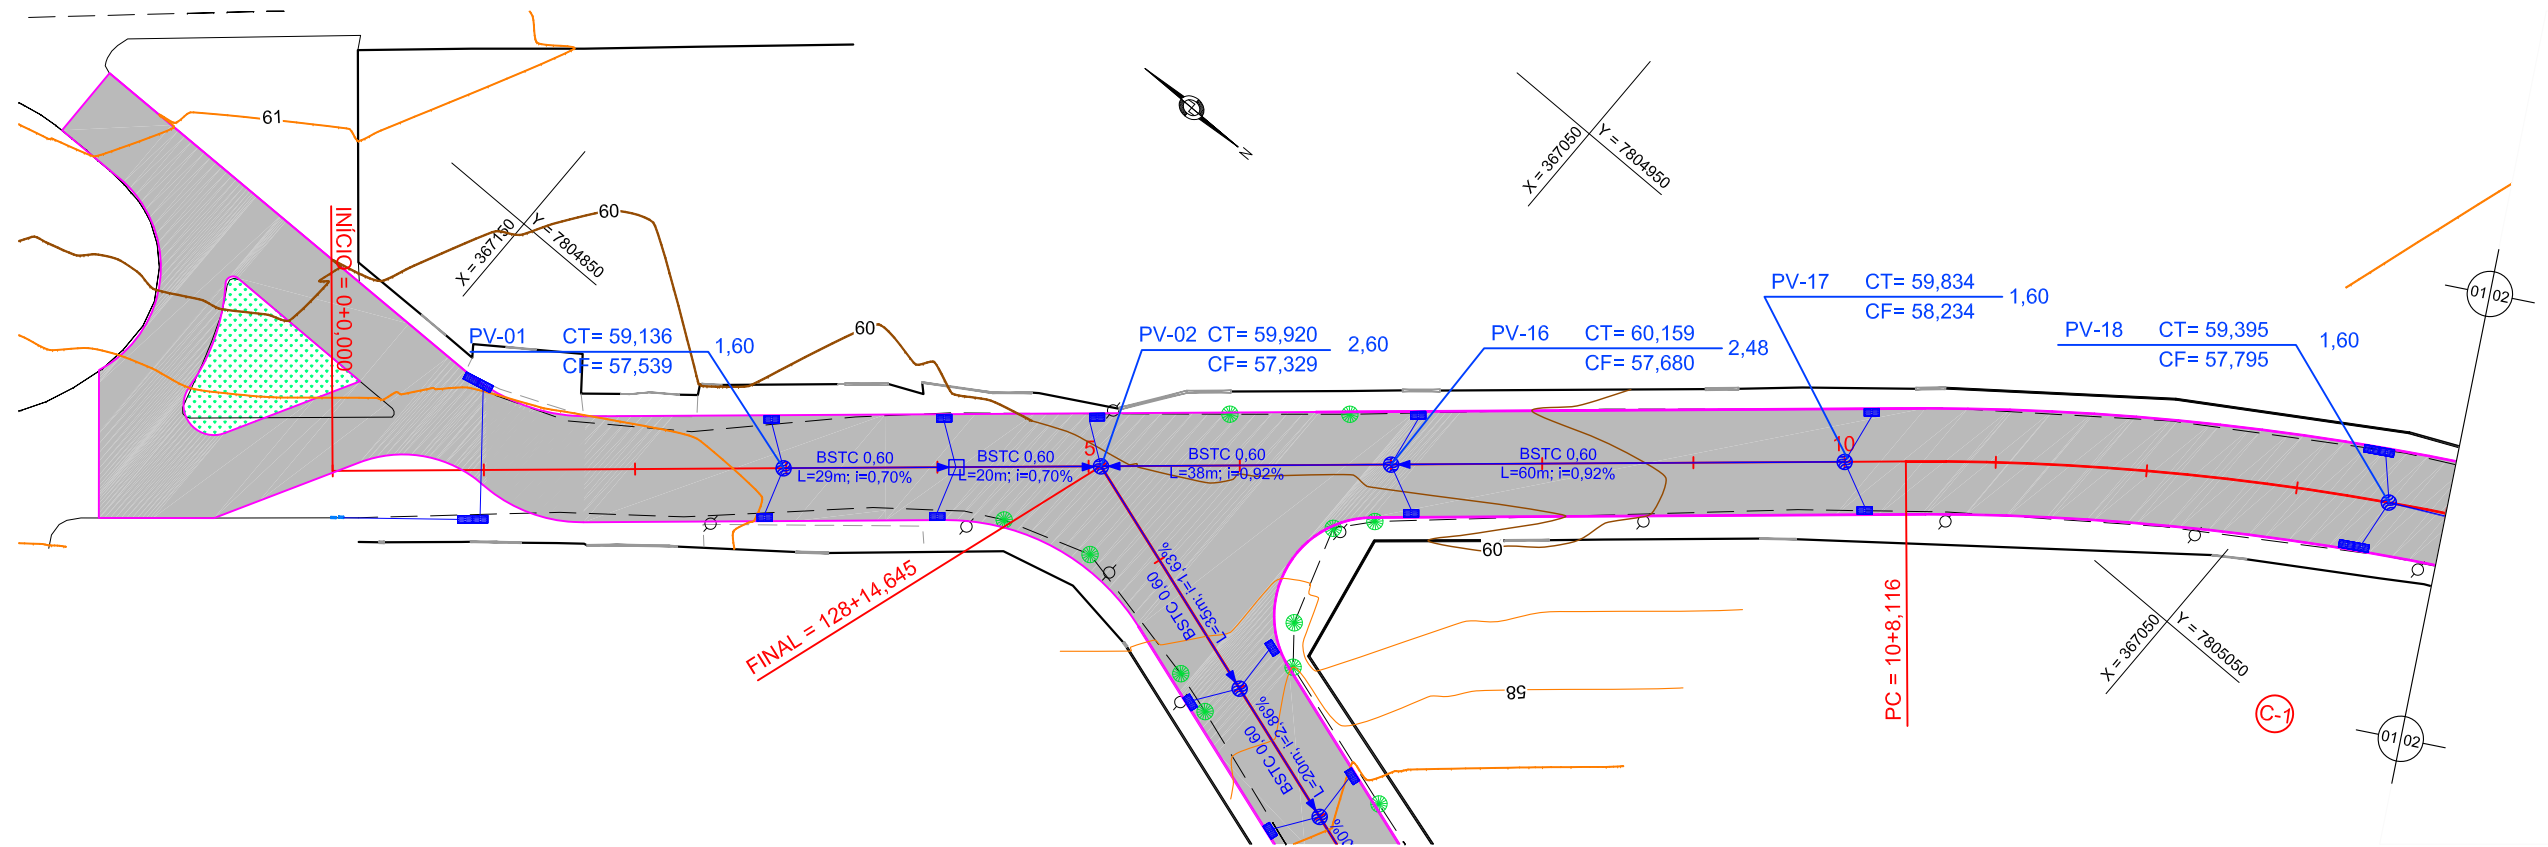 61
X = 367150
Y = 7804850
60
INÍCIO = 0+0,000
PV-01 CT= 59,136
CF= 57,539
1,60
60
N
X = 367050
Y = 7804950
PV-02 CT= 59,920
CF= 57,329
2,60
PV-16 CT= 60,159
CF= 57,680
2,48
PV-17 CT= 59,834
CF= 58,234
1,60
PV-18 CT= 59,395
CF= 57,795
1,60
01 02
BSTC 0,60
L=29m; i=0,70%
BSTC 0,60
L=20m; i=0,70%
5
BSTC 0,60
L=38m; i=0,92%
BSTC 0,60
L=60m; i=0,92%
10
60
FINAL = 128+14,645
L=35m; i=1,63%
BSTC 0,60
L=20m; i=2,86%
BSTC 0,60
00%
58
PC = 10+8,116
X = 367050
Y = 7805050
C-1
01 02